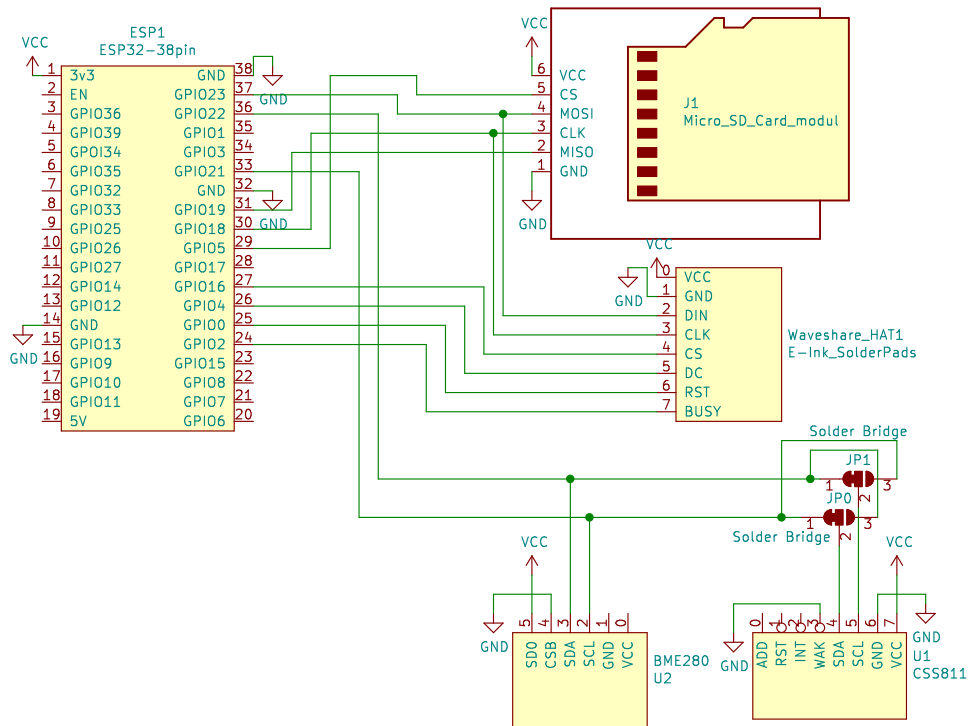 ESP1
ESP32-38pin
VCC
1 3v3
2 EN
3 GPIO36
4 GPIO39
5 GPOI34
6 GPIO35
7 GPIO32
8 GPIO33
9 GPIO25
10 GPIO26
11 GPIO27
12 GPIO14
13 GPIO12
14 GND
GND
15 GPIO13
16 GPIO9
17 GPIO10
18 GPIO11
19 5V
GND 38
GND
GPIO23 37
GPIO22 36
GPIO1 35
GPIO3 34
GPIO21 33
GND 32
GND
GPIO19 31
GPIO18 30
GPIO5 29
GPIO17 28
GPIO16 27
GPIO4 26
GPIO0 25
GPIO2 24
GPIO15 23
GPIO8 22
GPIO7 21
GPIO6 20
VCC
6 VCC
5 CS
4 MOSI
3 CLK
2 MISO
1 GND
GND
J1
Micro_SD_Card_modul
VCC
GND
0 VCC
1 GND
2 DIN
3 CLK
4 CS
5 DC
6 RST
7 BUSY
Waveshare_HAT1
E-Ink_SolderPads
Solder Bridge
JP1
1 2 3
JP0
1 2 3
Solder Bridge
VCC
GND
5 SDO
4 CSB
3 SDA
2 SCL
1 GND
0 VCC
BME280
U2
VCC
GND
GND
0 ADD
1 RST
2 INT
3 WAK
4 SDA
5 SCL
6 GND
7 VCC
U1
CSS811